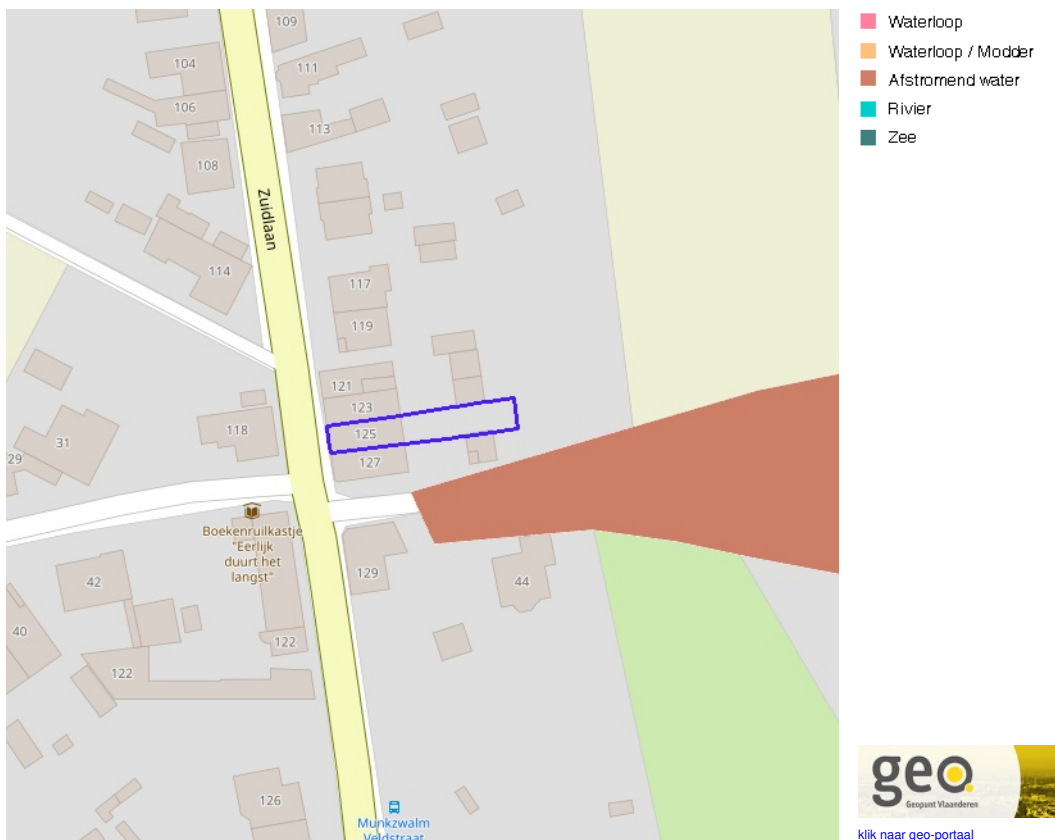 109
104
111
106
113
108
Zuidlaan
114
117
119
121
123
125
118
127
31
29
Boekenruilkastje
"Eerlijk
duurt het
langst"
129
42
44
40
122
122
126
Munkzwalm
Veldstraat
Waterloop
Waterloop / Modder
Afstromend water
Rivier
Zee
geo.
Geopunt Vlaanderen
klik naar geo-portaal